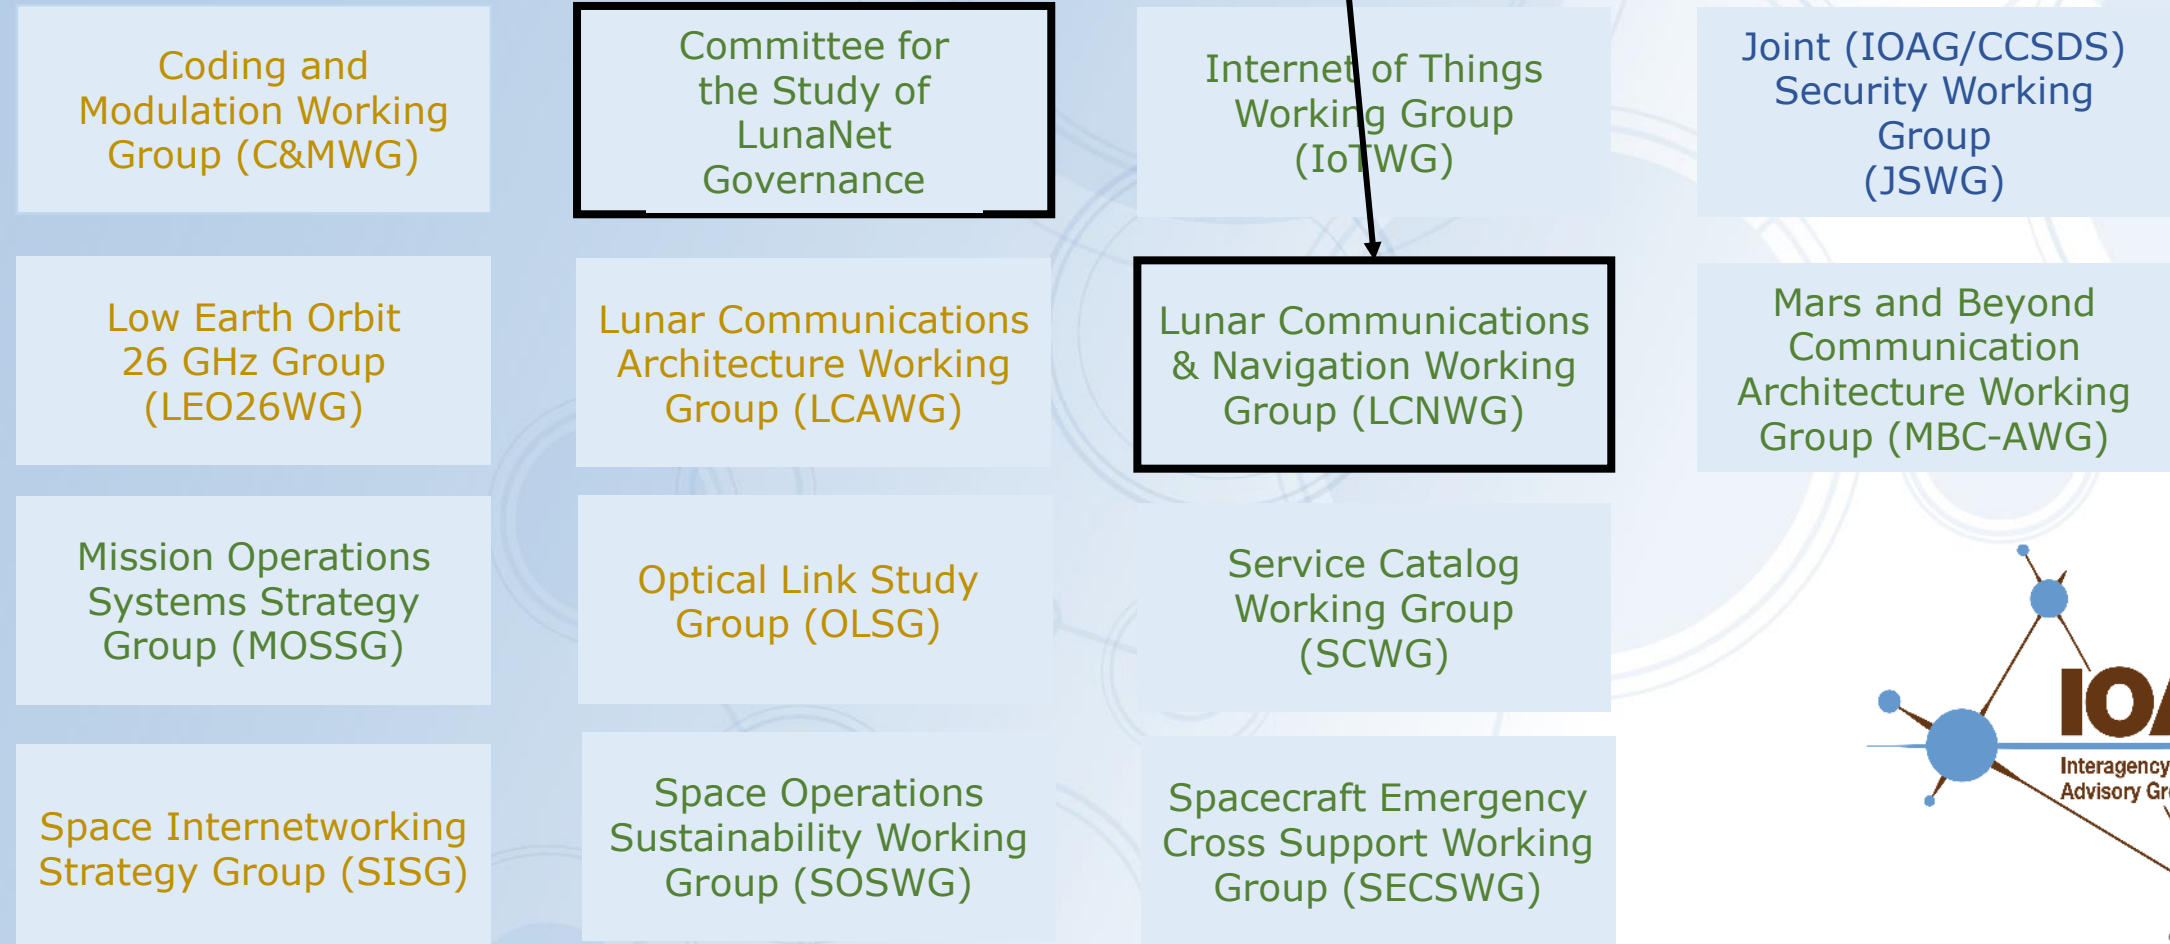 Coding and
Modulation Working
Group (C&MWG)
Committee for
the Study of
LunaNet
Governance
Internet of Things
Working Group
(IoTWG)
Joint (IOAG/CCSDS)
Security Working
Group
(JSWG)
Low Earth Orbit
26 GHz Group
(LEO26WG)
Lunar Communications
Architecture Working
Group (LCAWG)
Lunar Communications
& Navigation Working
Group (LCNWG)
Mars and Beyond
Communication
Architecture Working
Group (MBC-AWG)
Mission Operations
Systems Strategy
Group (MOSSG)
Optical Link Study
Group (OLSG)
Service Catalog
Working Group
(SCWG)
Space Internetworking
Strategy Group (SISG)
Space Operations
Sustainability Working
Group (SOSWG)
Spacecraft Emergency
Cross Support Working
Group (SECSWG)
Interagency
Advisory